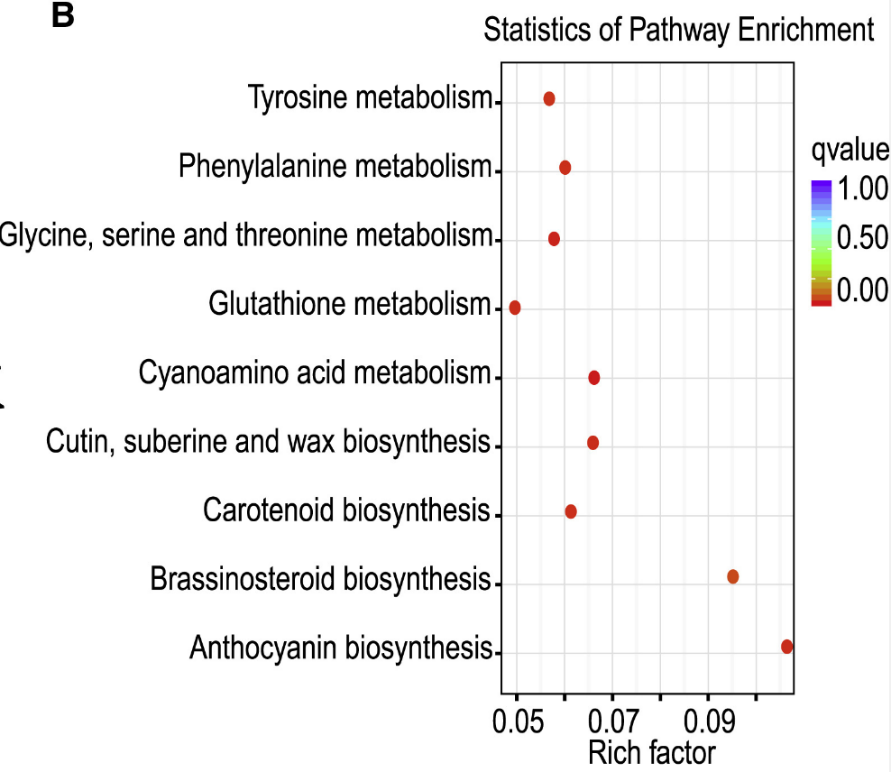 B
Statistics of Pathway Enrichment
Tyrosine metabolism
Phenylalanine metabolism
Glycine, serine and threonine metabolism
Glutathione metabolism
Cyanoamino acid metabolism
Cutin, suberine and wax biosynthesis
Carotenoid biosynthesis
Brassinosteroid biosynthesis
Anthocyanin biosynthesis
qvalue
1.00
0.50
0.00
0.05 0.07 0.09
Rich factor